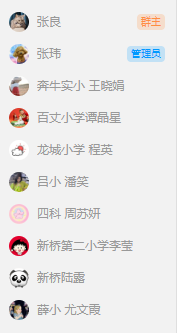 张良 群主
张玮 管理员
奔牛实小 王晓娟
百丈小学谭晶星
龙城小学 程英
吕小 潘笑
四科 周苏妍
新桥第二小学李莹
新桥陆露
薛小 尤文霞